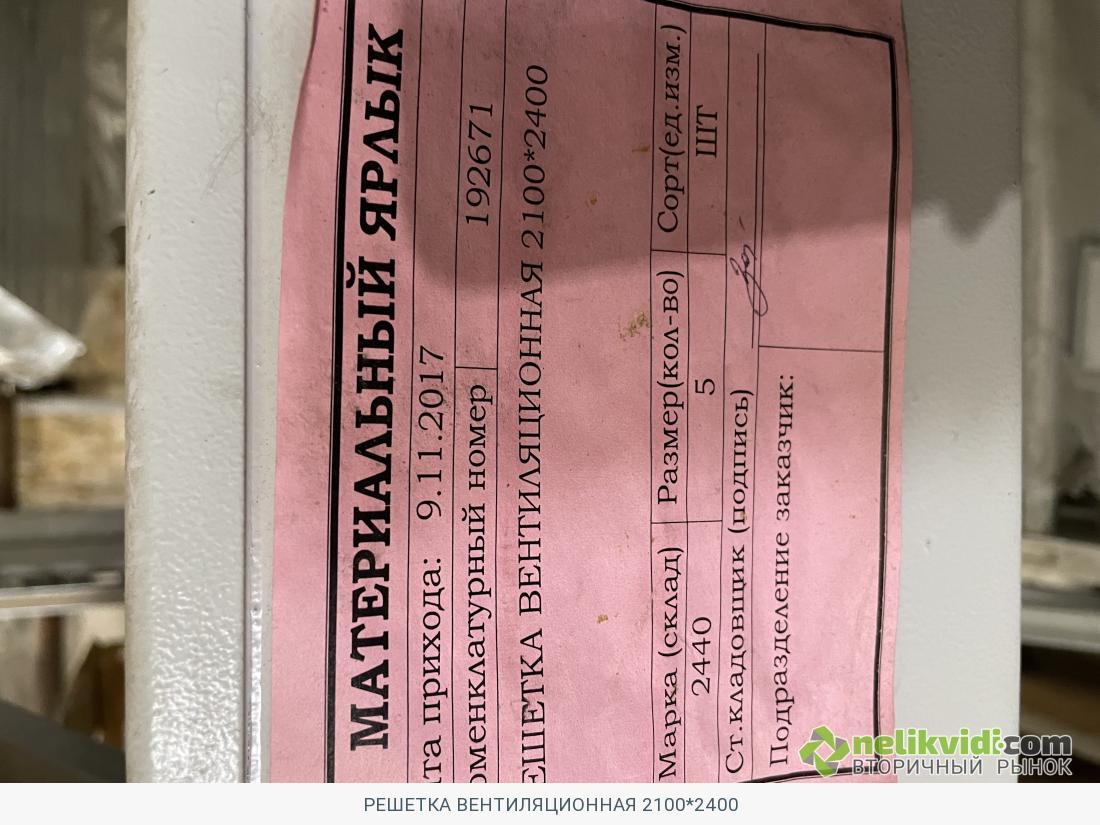 МАТЕРИАЛЬНЫЙ ЯРЛЫК
та прихода: 9.11.2017
оменклатурный номер 192671
ЕШЕТКА ВЕНТИЛЯЦИОННАЯ 2100*2400
Марка (склад) Размер(кол-во) Сорт(ед.изм.)
2440 5 ШТ
Ст.кладовщик (подпись)
Подразделение заказчик:
nelikvidi.com
ВТОРИЧНЫЙ РЫНОК
РЕШЕТКА ВЕНТИЛЯЦИОННАЯ 2100*2400